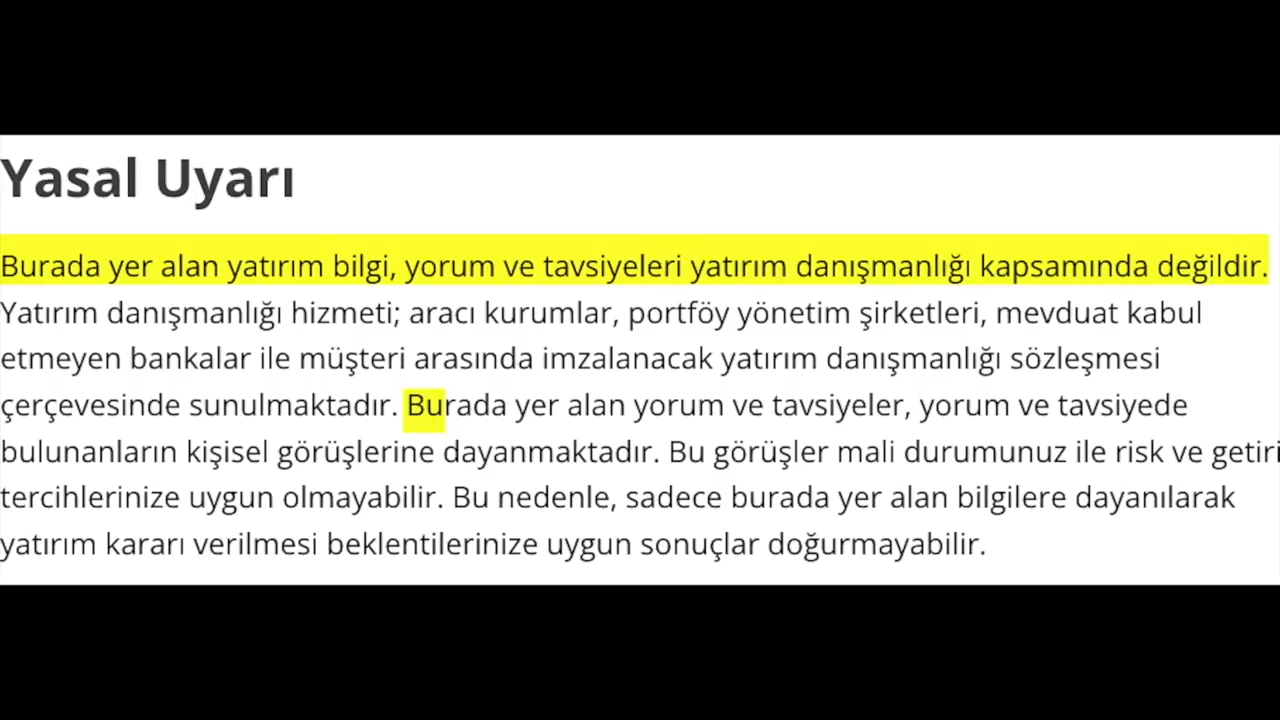 Yasal Uyarı
Burada yer alan yatırım bilgi, yorum ve tavsiyeleri yatırım danışmanlığı kapsamında değildir.
Yatırım danışmanlığı hizmeti; aracı kurumlar, portföy yönetim şirketleri, mevduat kabul
etmeyen bankalar ile müşteri arasında imzalanacak yatırım danışmanlığı sözleşmesi
çerçevesinde sunulmaktadır. Burada yer alan yorum ve tavsiyeler, yorum ve tavsiyede
bulunanların kişisel görüşlerine dayanmaktadır. Bu görüşler mali durumunuz ile risk ve getiri
tercihlerinize uygun olmayabilir. Bu nedenle, sadece burada yer alan bilgilere dayanılarak
yatırım kararı verilmesi beklentilerinize uygun sonuçlar doğurmayabilir.